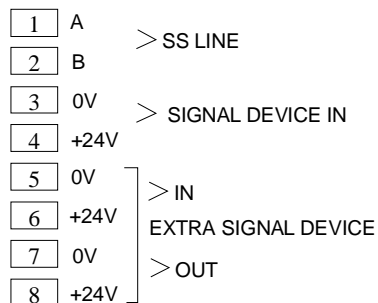 1 A
SS LINE
2 B
3 0V
SIGNAL DEVICE IN
4 +24V
5 0V
IN
6 +24V
EXTRA SIGNAL DEVICE
7 0V
OUT
8 +24V